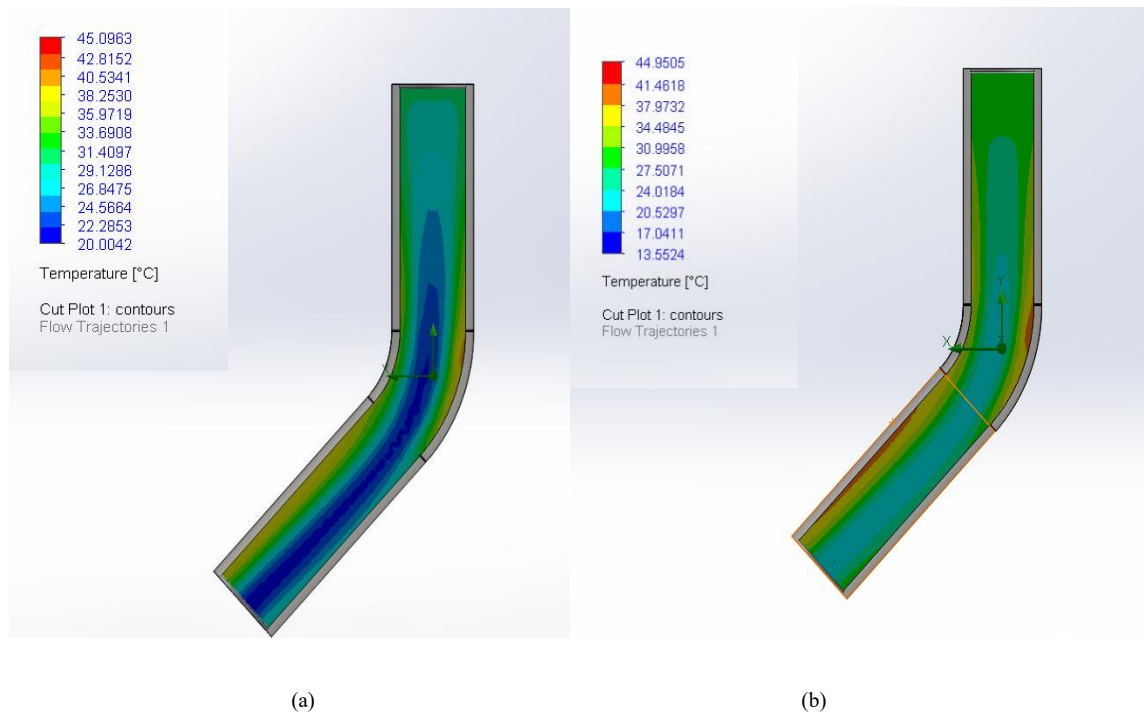 45.0963
42.8152
40.5341
38.2530
35.9719
33.6908
31.4097
29.1286
26.8475
24.5664
22.2853
20.0042
Temperature [°C]
Cut Plot 1: contours
Flow Trajectories 1
44.9505
41.4618
37.9732
34.4845
30.9958
27.5071
24.0184
20.5297
17.0411
13.5524
Temperature [°C]
Cut Plot 1: contours
Flow Trajectories 1
Y
X
(a)
(b)